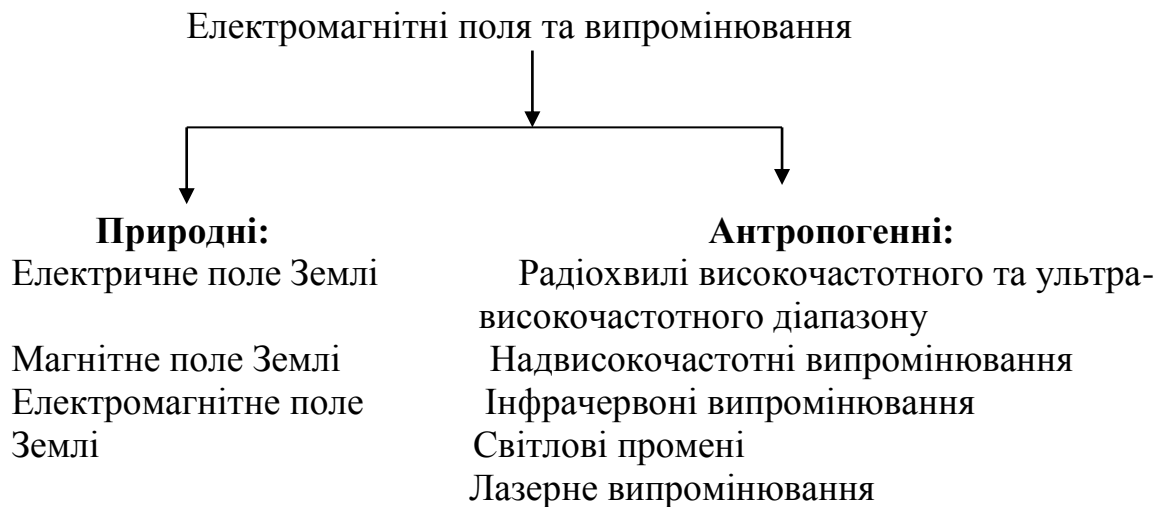 Електромагнітні поля та випромінювання
Природні:
Електричне поле Землі
Магнітне поле Землі
Електромагнітне поле
Землі
Антропогенні:
Радіохвилі високочастотного та ультра-
високочастотного діапазону
Надвисокочастотні випромінювання
Інфрачервоні випромінювання
Світлові промені
Лазерне випромінювання